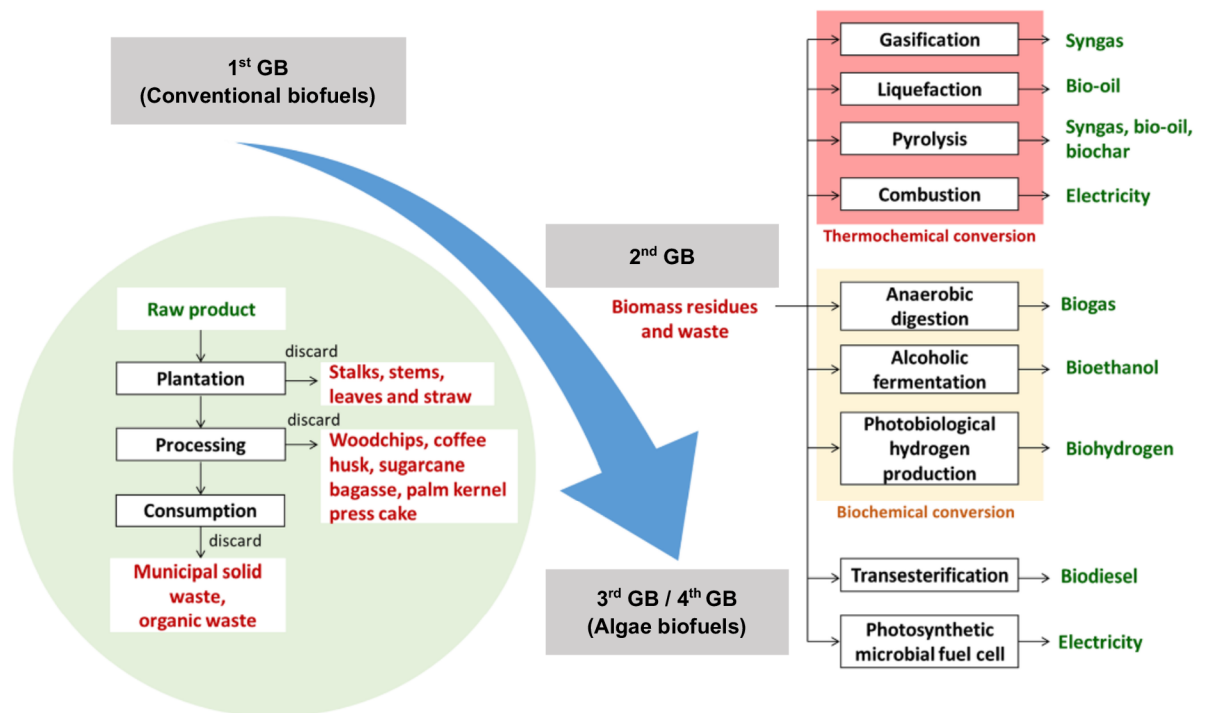 1st GB
(Conventional biofuels)
Raw product
discard
Plantation
Stalks, stems,
leaves and straw
discard
Processing
Woodchips, coffee
husk, sugarcane
bagasse, palm kernel
press cake
Consumption
discard
Municipal solid
waste,
organic waste
2nd GB
Biomass residues
and waste
3rd GB / 4th GB
(Algae biofuels)
Gasification
Syngas
Liquefaction
Bio-oil
Pyrolysis
Syngas, bio-oil,
biochar
Combustion
Electricity
Thermochemical conversion
Anaerobic
digestion
Biogas
Alcoholic
fermentation
Bioethanol
Photobiological
hydrogen
production
Biohydrogen
Biochemical conversion
Transesterification
Biodiesel
Photosynthetic
microbial fuel cell
Electricity